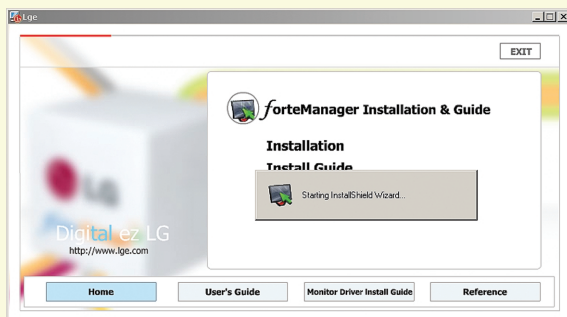 Lge
EXIT
forteManager Installation & Guide
Installation
Install Guide
Starting InstallShield Wizard...
LG
Digital ez LG
http://www.lge.com
Home
User's Guide
Monitor Driver Install Guide
Reference